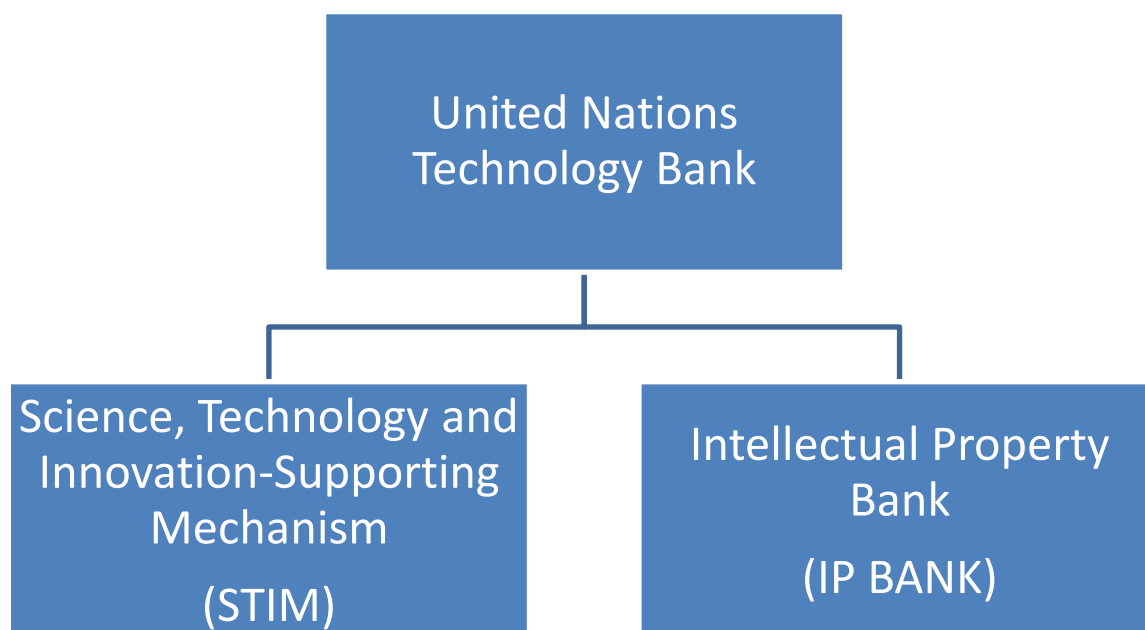 United Nations
Technology Bank
Science, Technology and
Innovation-Supporting
Mechanism
(STIM)
Intellectual Property
Bank
(IP BANK)